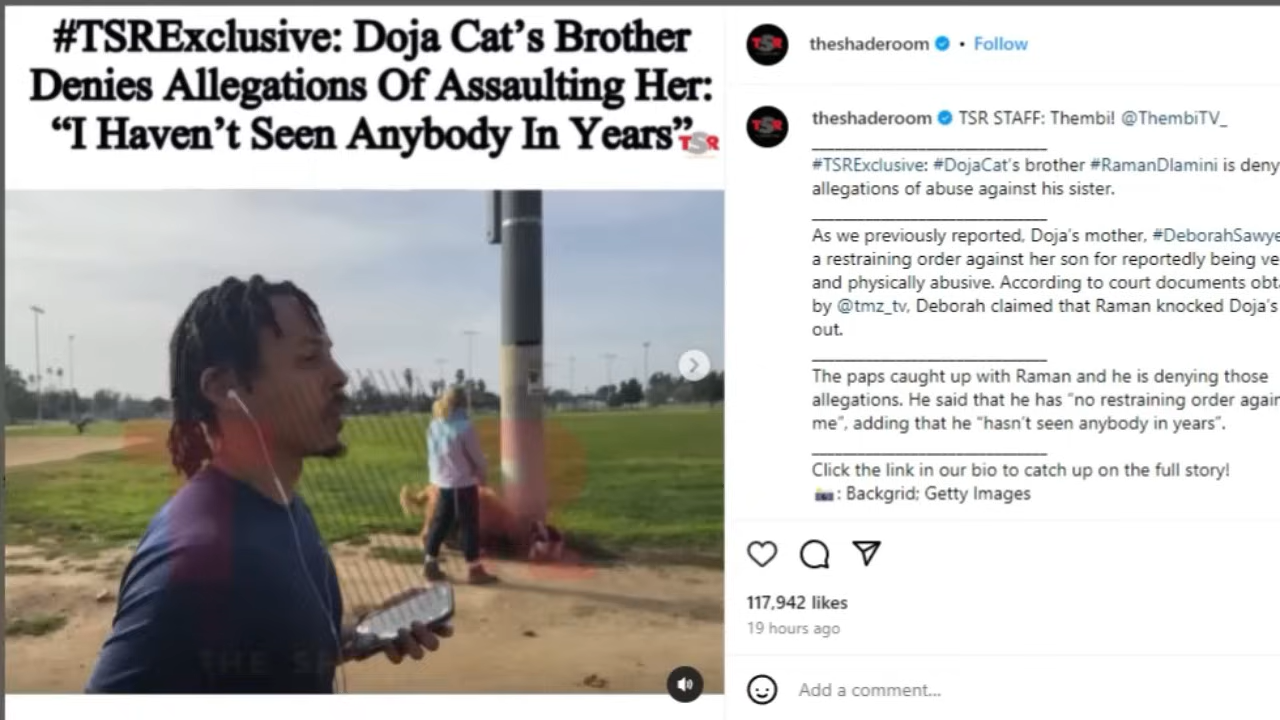 #TSRExclusive: Doja Cat’s Brother
Denies Allegations Of Assaulting Her:
“I Haven’t Seen Anybody In Years”
TSR
THE S
TSR
theshaderoom • Follow
TSR
theshaderoom TSR STAFF: Thembi! @ThembiTV_
#TSRExclusive: #DojaCat’s brother #RamanDlamini is deny
allegations of abuse against his sister.
As we previously reported, Doja’s mother, #DeborahSawye
a restraining order against her son for reportedly being ve
and physically abusive. According to court documents obt
by @tmz_tv, Deborah claimed that Raman knocked Doja’s
out.
The paps caught up with Raman and he is denying those
allegations. He said that he has “no restraining order again
me”, adding that he “hasn’t seen anybody in years”.
Click the link in our bio to catch up on the full story!
📸: Backgrid; Getty Images
117,942 likes
19 hours ago
Add a comment...